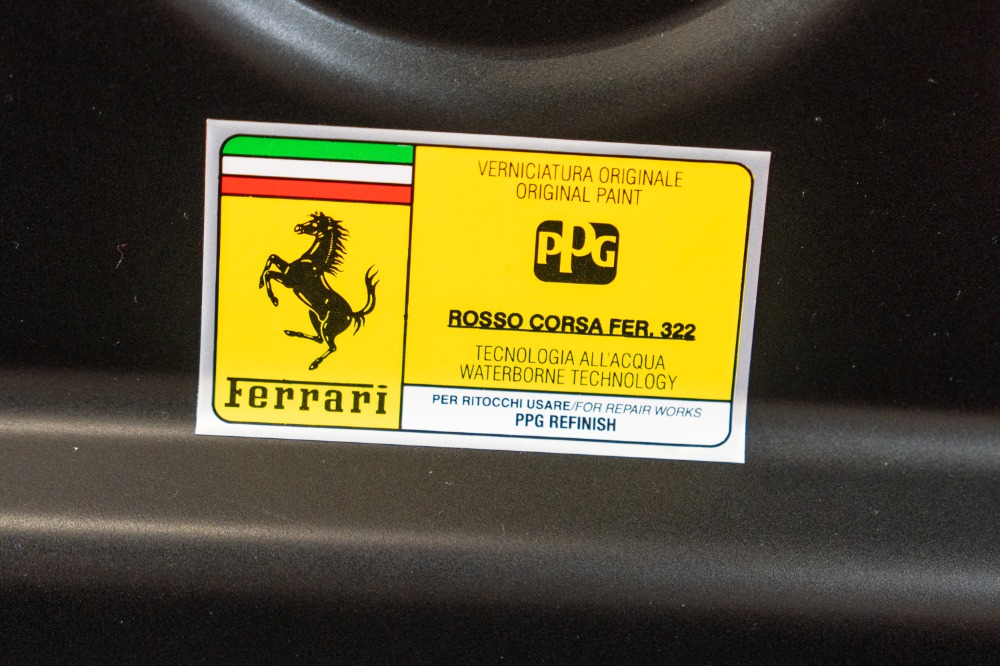 VERNICIATURA ORIGINALE
ORIGINAL PAINT
PPG
ROSSO CORSA FER. 322
TECNOLOGIA ALL'ACQUA
WATERBORNE TECHNOLOGY
Ferrari
PER RITOCCHI USARE/FOR REPAIR WORKS
PPG REFINISH